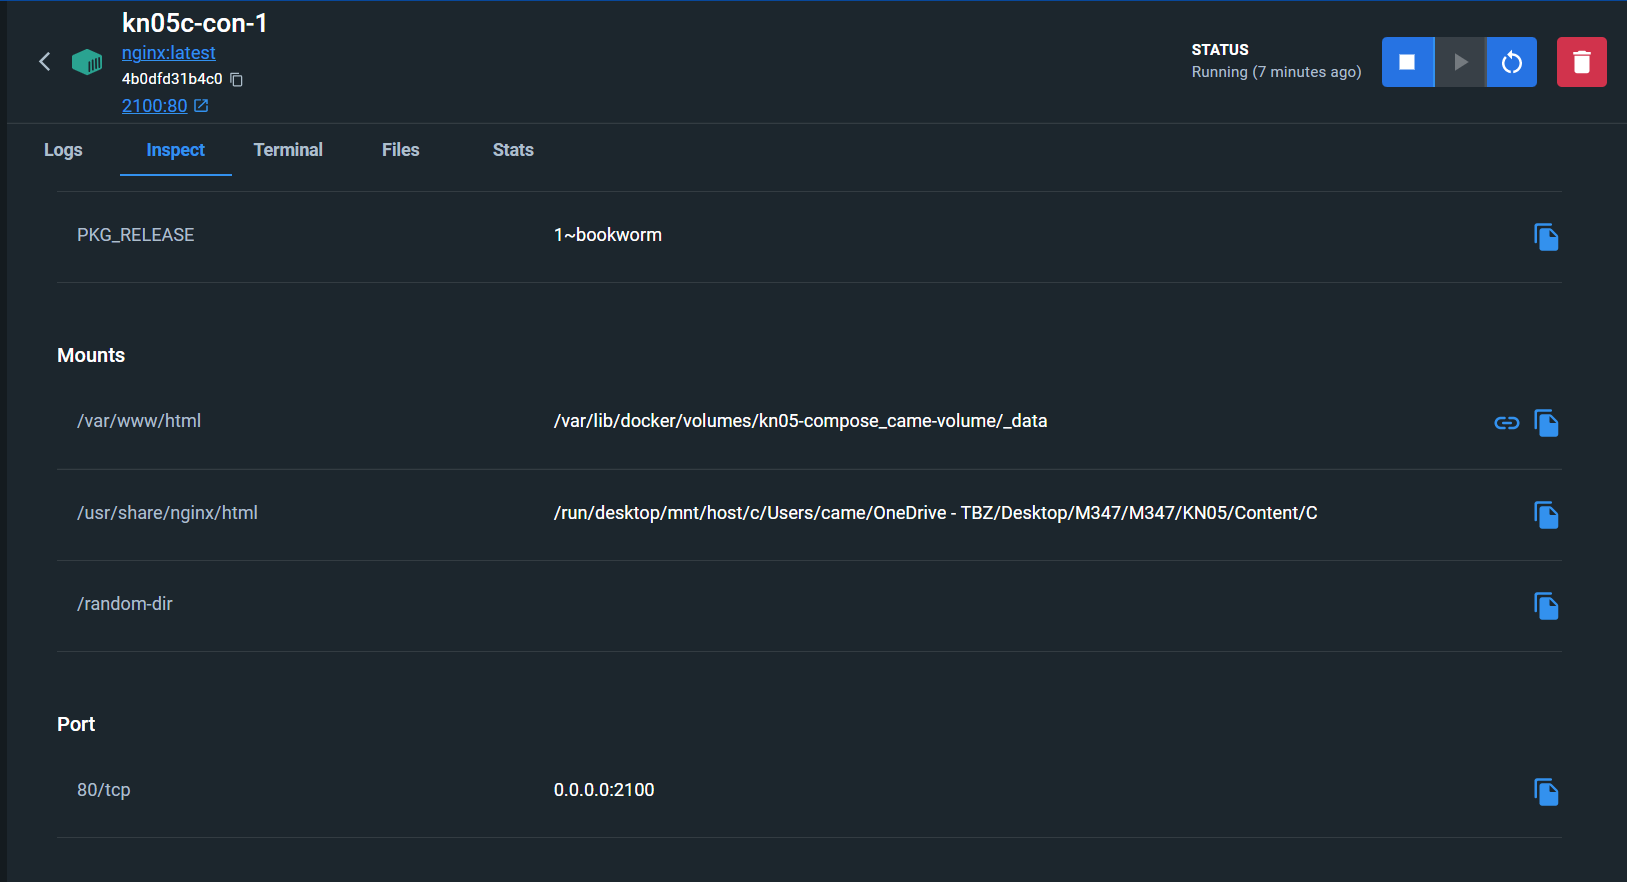 kn05c-con-1
nginx:latest
4b0dfd31b4c0
2100:80
STATUS
Running (7 minutes ago)
Logs Inspect Terminal Files Stats
PKG_RELEASE 1~bookworm
Mounts
/var/www/html /var/lib/docker/volumes/kn05-compose_came-volume/_data
/usr/share/nginx/html /run/desktop/mnt/host/c/Users/came/OneDrive - TBZ/Desktop/M347/M347/KN05/Content/C
/random-dir
Port
80/tcp 0.0.0.0:2100